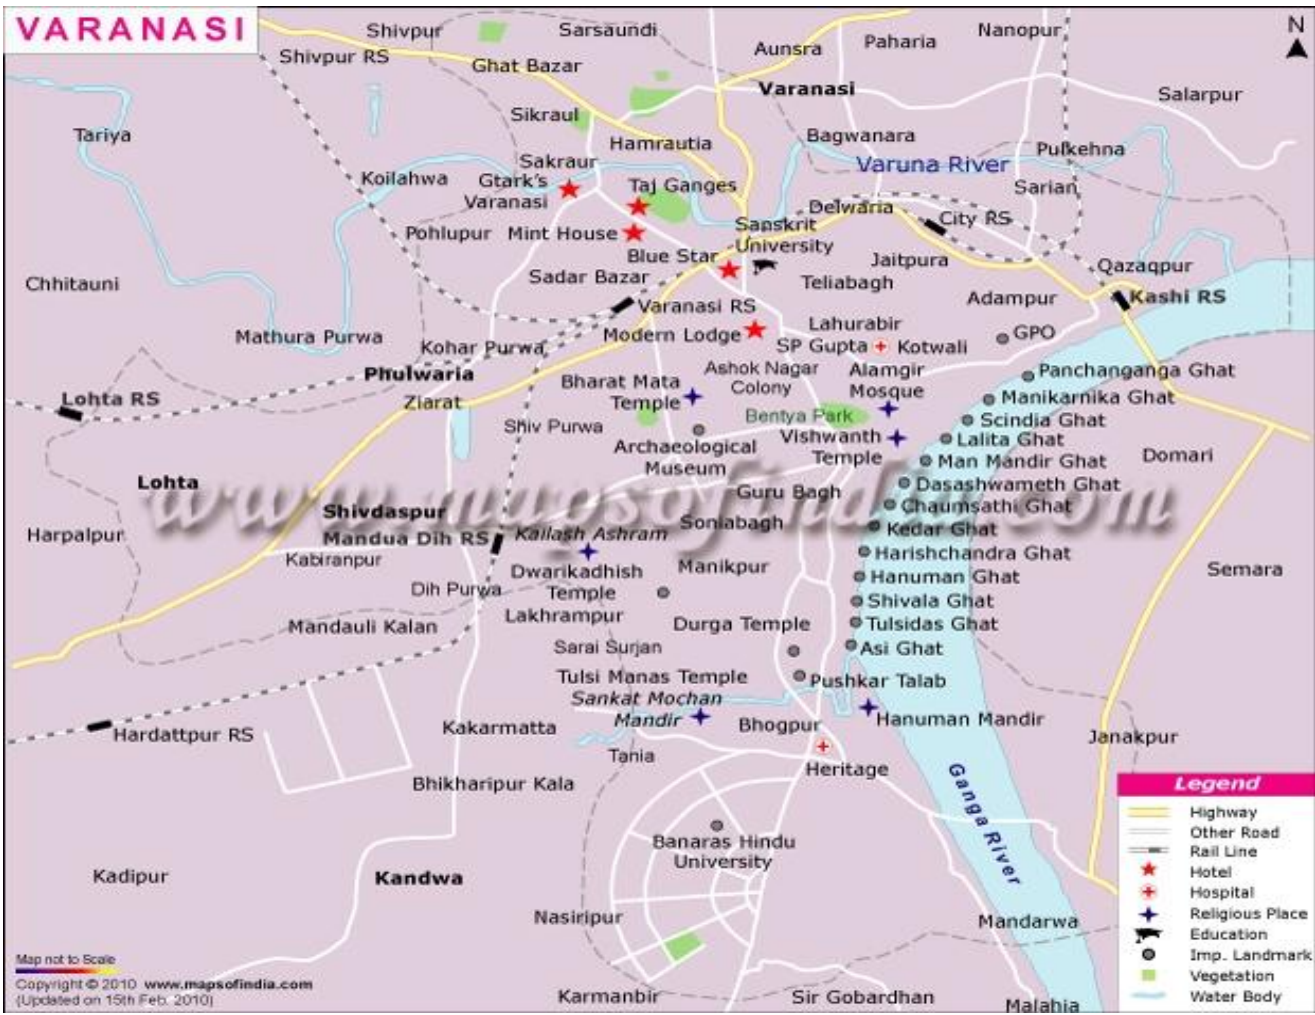 VARANASI
N
Shivpur
Sarsaundi
Nanopur
Paharia
Aunsra
Shivpur RS
Ghat Bazar
Varanasi
Salarpur
Sikraul
Tariya
Hamrautia
Bagwanara
Pulkehna
Sakraur
Varuna River
Koilahwa
Gtark's
Varanasi
Taj Ganges
Sarian
Delwaria
City RS
Pohlupur
Mint House
Sanskrit
University
Blue Star
Jaitpura
Qazaqpur
Sadar Bazar
Chhitauni
Teliabagh
Adampur
Kashi RS
Varanasi RS
Mathura Purwa
Modern Lodge
Lahurabir
GPO
Kohar Purwa
SP Gupta
Kotwali
Phulwaria
Ashok Nagar
Colony
Alamgir
Mosque
Panchanganga Ghat
Bharat Mata
Temple
Lohta RS
Ziarat
Manikarnika Ghat
Bentya Park
Scindia Ghat
Shiv Purwa
Vishwanth
Temple
Lalita Ghat
Archaeological
Museum
Man Mandir Ghat
Domari
Lohta
Guru Bagh
Dasashwameth Ghat
www.mapsofindia.com
Shivdaspur
Chaumsathi Ghat
Harpalpur
Mandua Dih RS
Kailash Ashram
Soniabagh
Kedar Ghat
Kabiranpur
Harishchandra Ghat
Dwarikadhish
Temple
Manikpur
Hanuman Ghat
Semara
Dih Purwa
Shivala Ghat
Lakhrampur
Mandauli Kalan
Durga Temple
Tulsidas Ghat
Sarai Surjan
Asi Ghat
Tulsi Manas Temple
Pushkar Talab
Sankat Mochan
Mandir
Hardattpur RS
Kakarmatta
Bhogpur
Hanuman Mandir
Janakpur
Tania
Heritage
Bhikharipur Kala
Ganga River
Banaras Hindu
University
Kadipur
Kandwa
Nasiripur
Mandarwa
Karmanbir
Sir Gobardhan
Malahia
Legend
Highway
Other Road
Rail Line
Hotel
Hospital
Religious Place
Education
Imp. Landmark
Vegetation
Water Body
Map not to Scale
Copyright © 2010 www.mapsofindia.com
(Updated on 15th Feb. 2010)